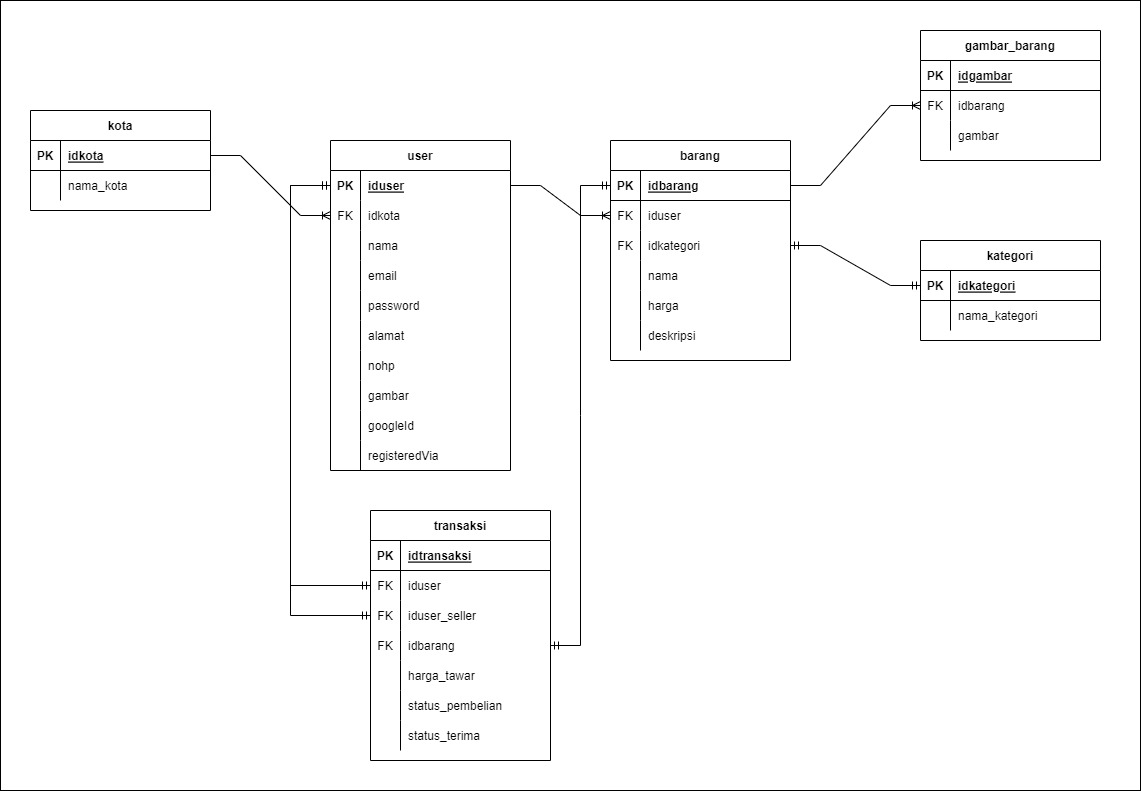 kota
PK idkota
nama_kota
user
PK iduser
FK idkota
nama
email
password
alamat
nohp
gambar
googleId
registeredVia
barang
PK idbarang
FK iduser
FK idkategori
nama
harga
deskripsi
gambar_barang
PK idgambar
FK idbarang
gambar
kategori
PK idkategori
nama_kategori
transaksi
PK idtransaksi
FK iduser
FK iduser_seller
FK idbarang
harga_tawar
status_pembelian
status_terima